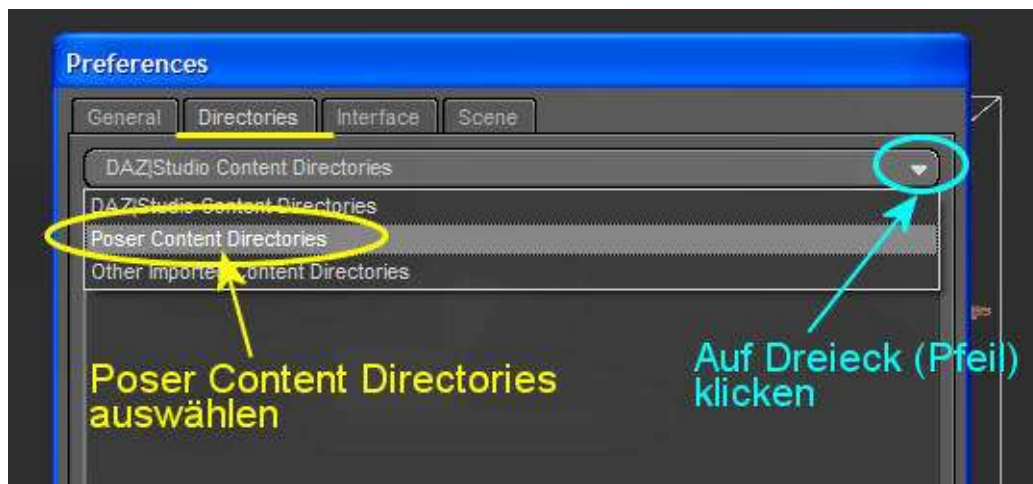 Preferences
General Directories Interface Scene
DAZ|Studio Content Directories
DAZ|Studio Content Directories
Poser Content Directories
Other Imported Content Directories
Poser Content Directories
auswählen
Auf Dreieck (Pfeil)
klicken